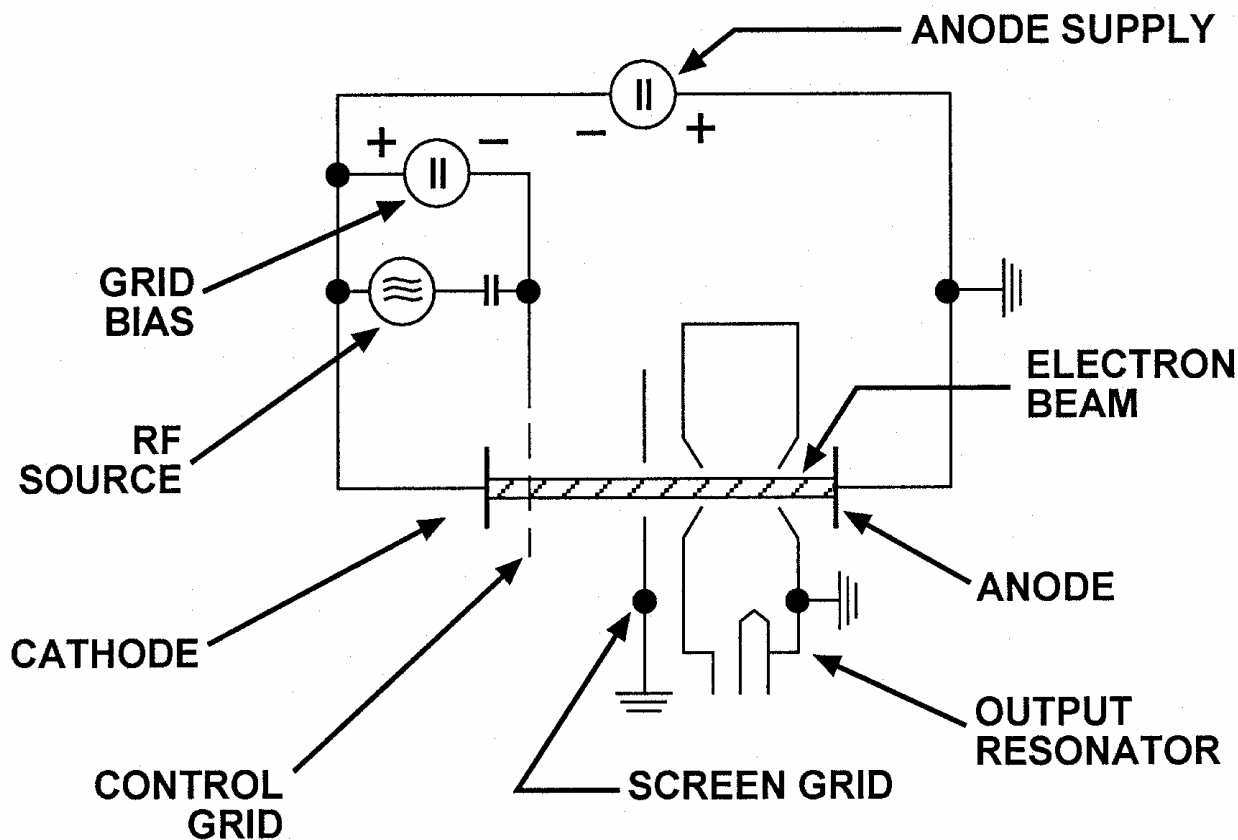 ANODE SUPPLY
− +
+ −
GRID
BIAS
RF
SOURCE
ELECTRON
BEAM
CATHODE
ANODE
CONTROL
GRID
SCREEN GRID
OUTPUT
RESONATOR